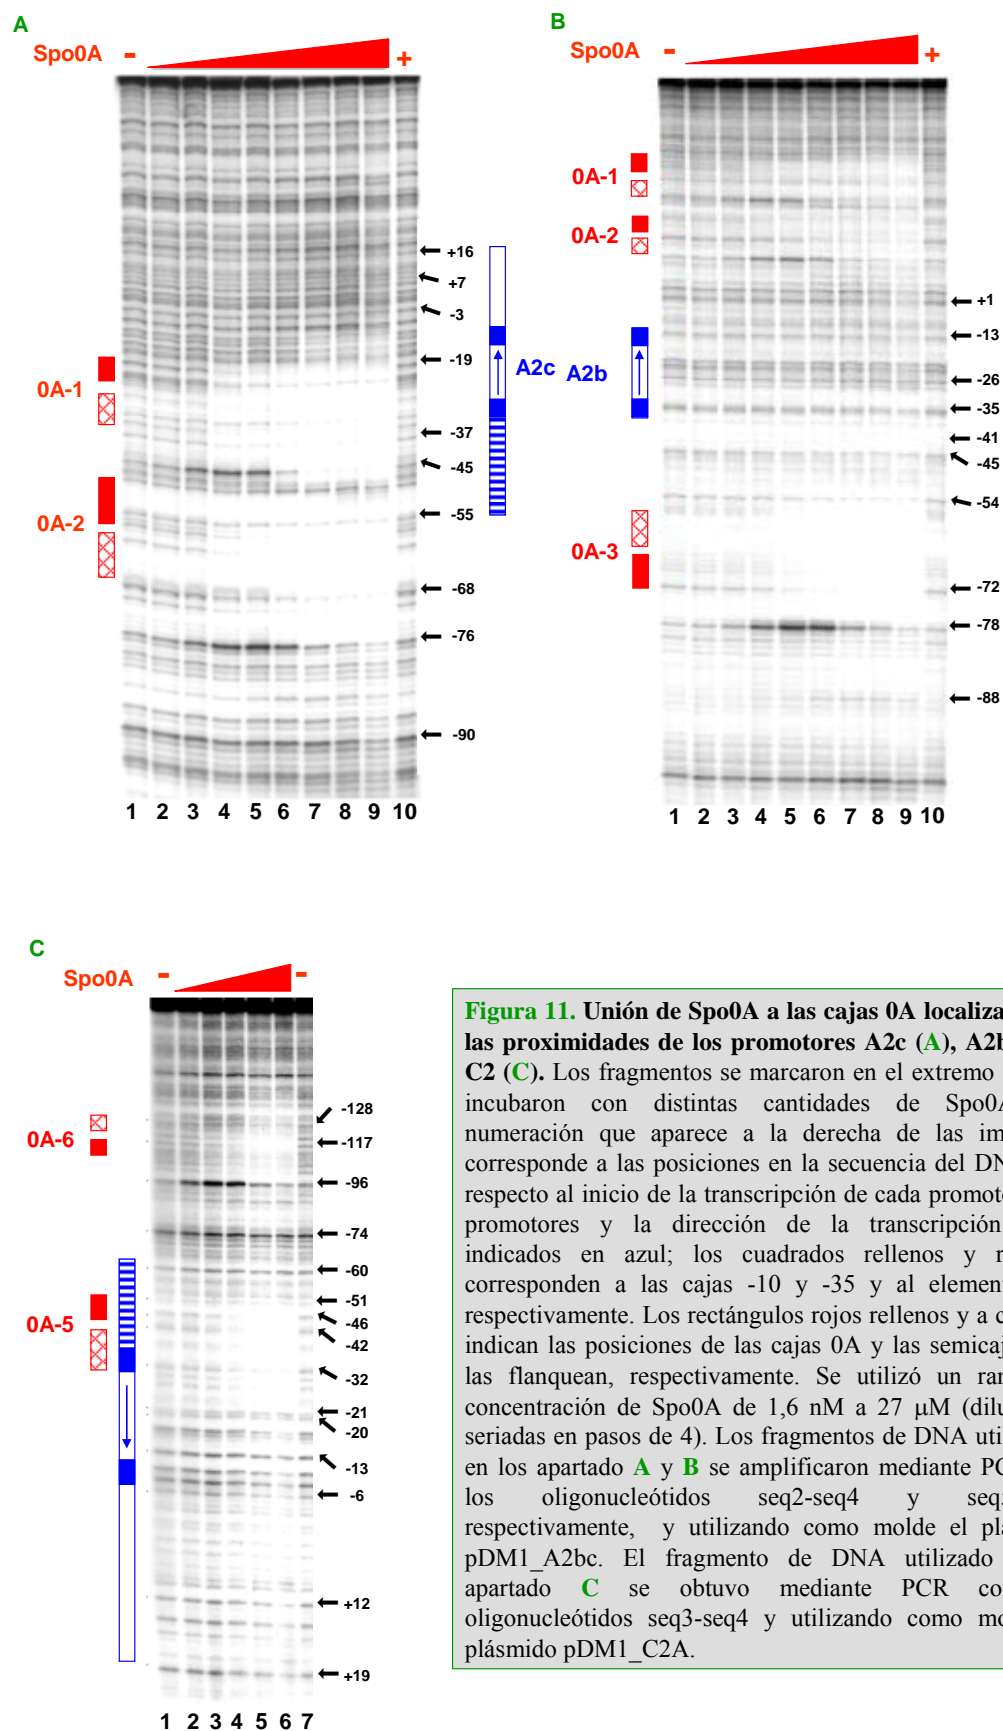 A
Spo0A - +
0A-1
0A-2
+16
+7
-3
-19
-37
-45
-55
-68
-76
-90
A2c
1 2 3 4 5 6 7 8 9 10
B
Spo0A - +
0A-1
0A-2
A2b
0A-3
+1
-13
-26
-35
-41
-45
-54
-72
-78
-88
1 2 3 4 5 6 7 8 9 10
C
Spo0A - -
0A-6
0A-5
-128
-117
-96
-74
-60
-51
-46
-42
-32
-21
-20
-13
-6
+12
+19
1 2 3 4 5 6 7
Figura 11. Unión de Spo0A a las cajas 0A localiza
las proximidades de los promotores A2c (A), A2b
C2 (C). Los fragmentos se marcaron en el extremo
incubaron con distintas cantidades de Spo0A
numeración que aparece a la derecha de las im
corresponde a las posiciones en la secuencia del DN
respecto al inicio de la transcripción de cada promot
promotores y la dirección de la transcripción
indicados en azul; los cuadrados rellenos y r
corresponden a las cajas -10 y -35 y al element
respectivamente. Los rectángulos rojos rellenos y a c
indican las posiciones de las cajas 0A y las semicaj
las flanquean, respectivamente. Se utilizó un ran
concentración de Spo0A de 1,6 nM a 27 μM (dilu
seriadas en pasos de 4). Los fragmentos de DNA util
en los apartado A y B se amplificaron mediante PC
los oligonucleótidos seq2-seq4 y seq
respectivamente, y utilizando como molde el pl
pDM1_A2bc. El fragmento de DNA utilizado
apartado C se obtuvo mediante PCR co
oligonucleótidos seq3-seq4 y utilizando como mo
plásmido pDM1_C2A.